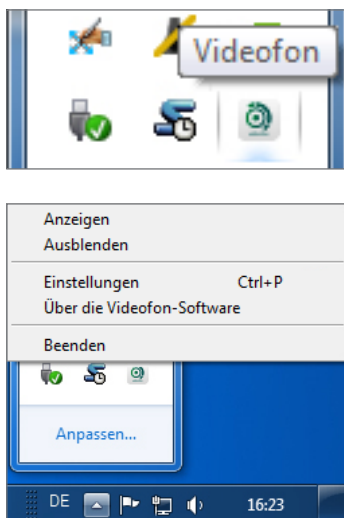 Videofon
Anzeigen
Ausblenden
Einstellungen Ctrl+P
Über die Videofon-Software
Beenden
Anpassen...
DE 16:23